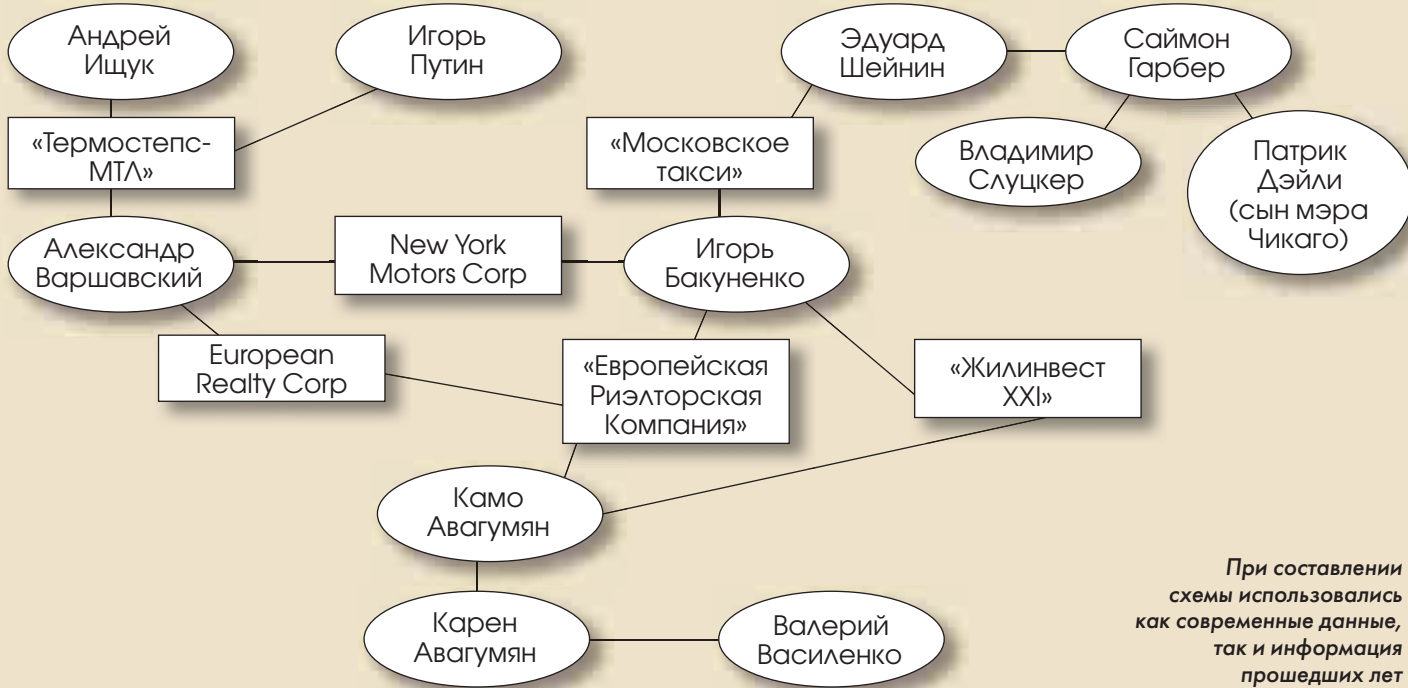 Андрей
Ищук
Игорь
Путин
Эдуард
Шейнин
Саймон
Гарбер
«Термостепс-
МТЛ»
«Московское
такси»
Владимир
Слуцкер
Патрик
Дэйли
(сын мэра
Чикаго)
Александр
Варшавский
New York
Motors Corp
Игорь
Бакуненко
European
Realty Corp
«Европейская
Риэлторская
Компания»
«Жилинвест
XXI»
Камо
Авагумян
Карен
Авагумян
Валерий
Василенко
При составлении
схемы использовались
как современные данные,
так и информация
прошедших лет